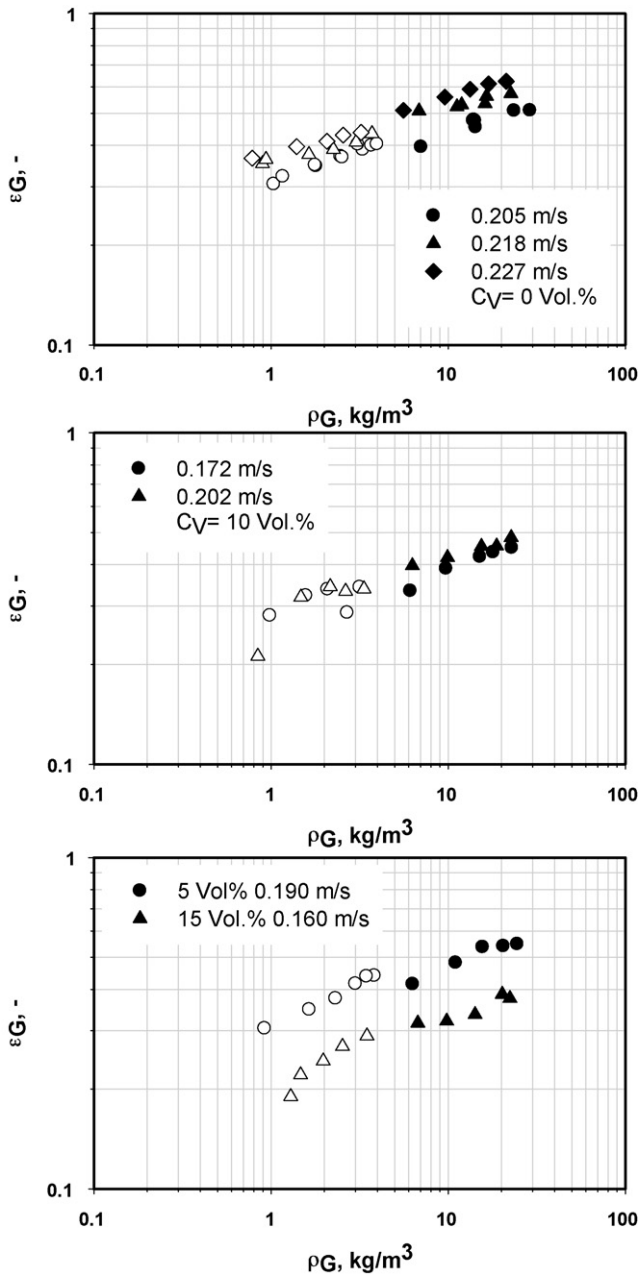 1
εG, -
0.1
0.205 m/s
0.218 m/s
0.227 m/s
CV= 0 Vol.%
0.1 1 10 100
ρG, kg/m³
1
0.172 m/s
0.202 m/s
CV= 10 Vol.%
εG, -
0.1
0.1 1 10 100
ρG, kg/m³
1
5 Vol% 0.190 m/s
15 Vol.% 0.160 m/s
εG, -
0.1
0.1 1 10 100
ρG, kg/m³